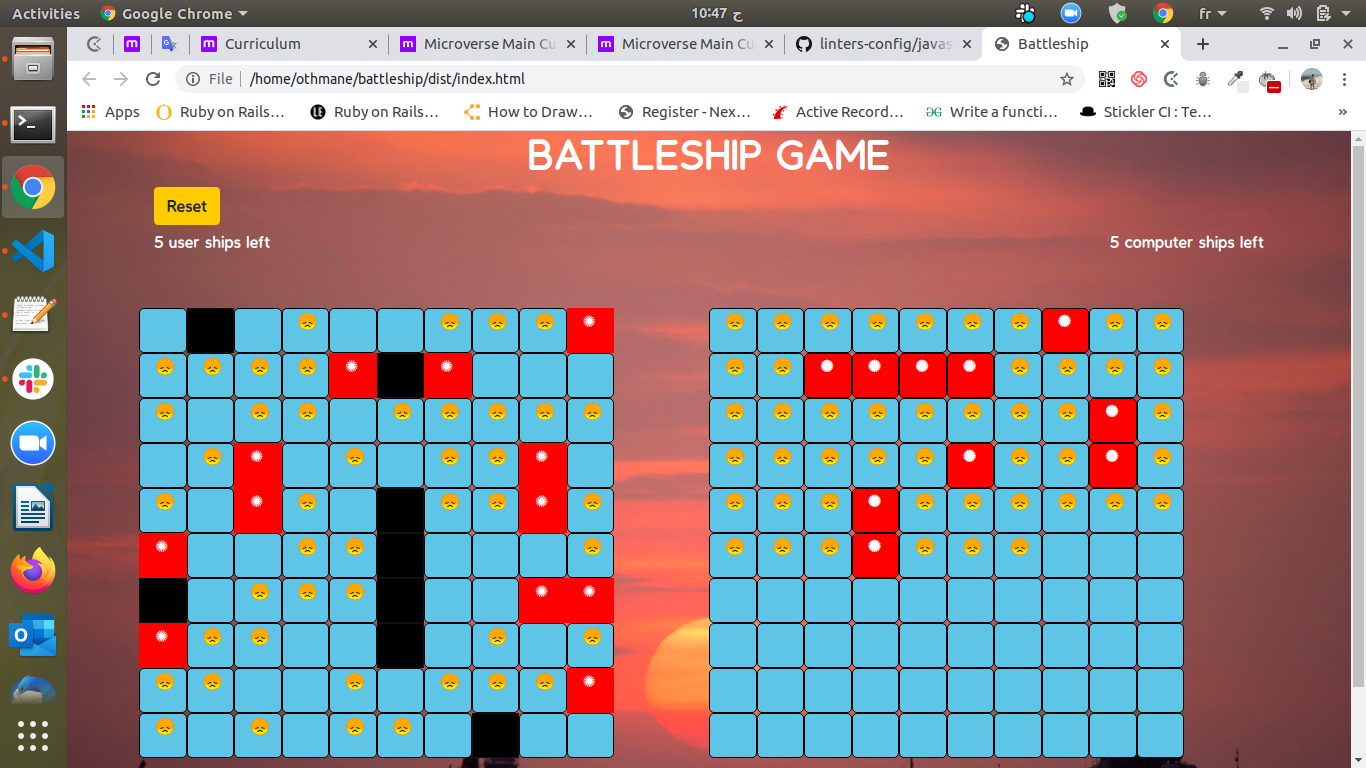 Activities Google Chrome 10:47 ج fr
Curriculum Microverse Main Cu Microverse Main Cu linters-config/javas Battleship
File /home/othmane/battleship/dist/index.html
Apps Ruby on Rails... Ruby on Rails... How to Draw... Register - Nex... Active Record... Write a functi... Stickler CI : Te... »
BATTLESHIP GAME
Reset
5 user ships left 5 computer ships left